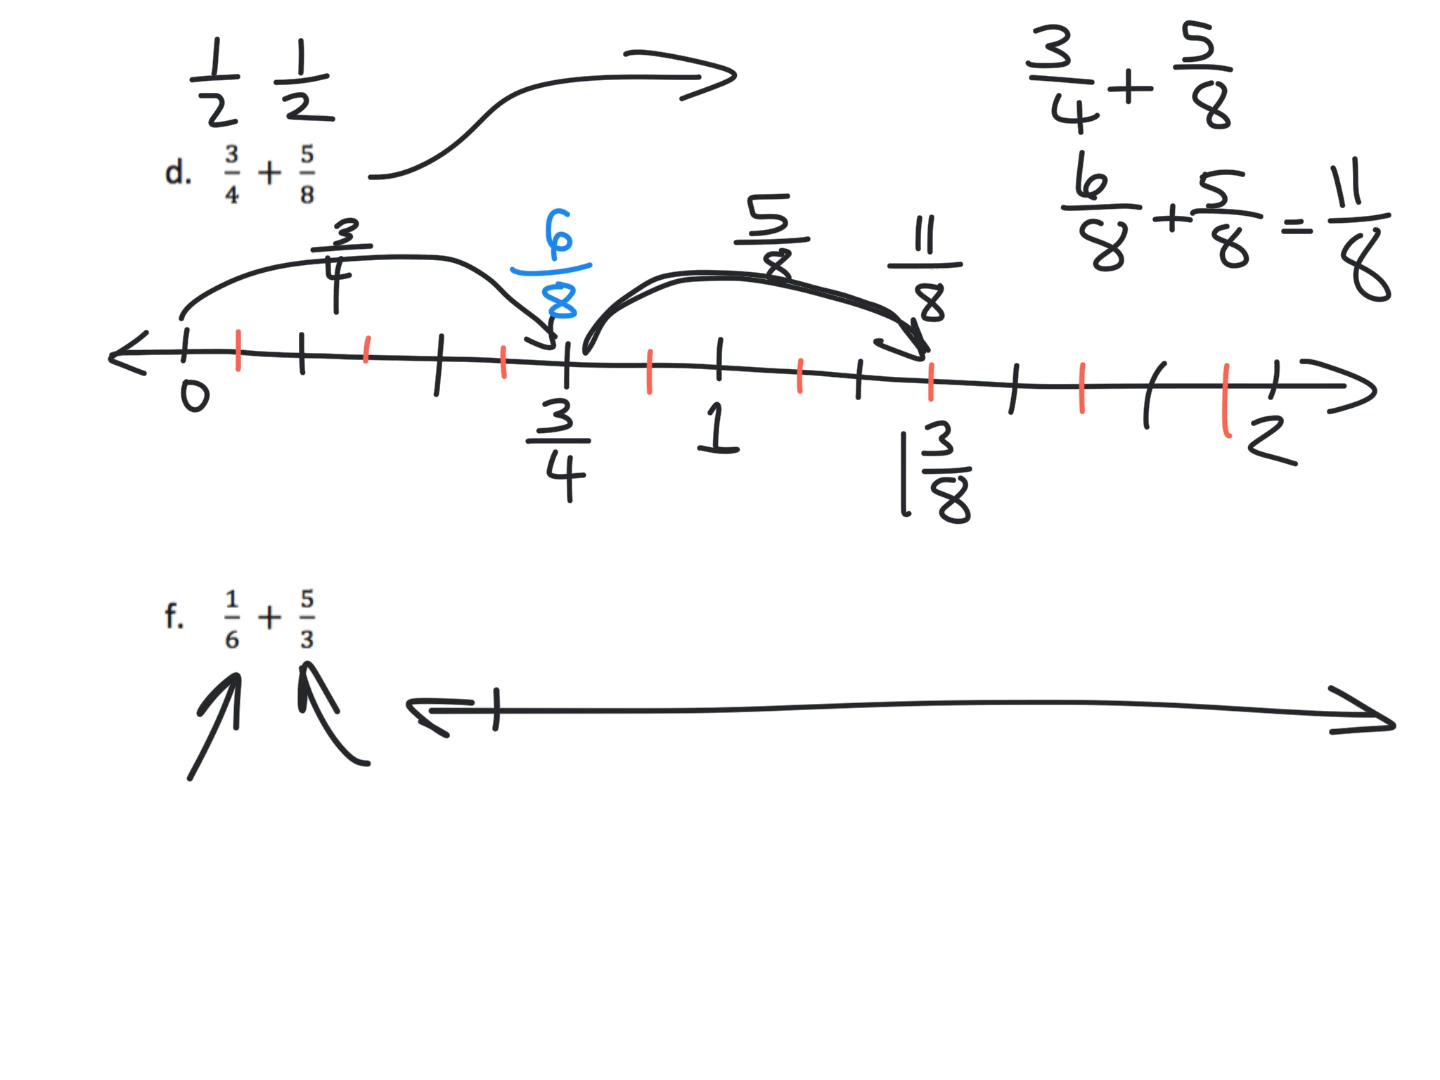 1/2 1/2
3/4 + 5/8
d. 3/4 + 5/8
6/8 + 5/8 = 11/8
3/4 6/8 5/8 11/8
0 3/4 1 1 3/8 2
f. 1/6 + 5/3